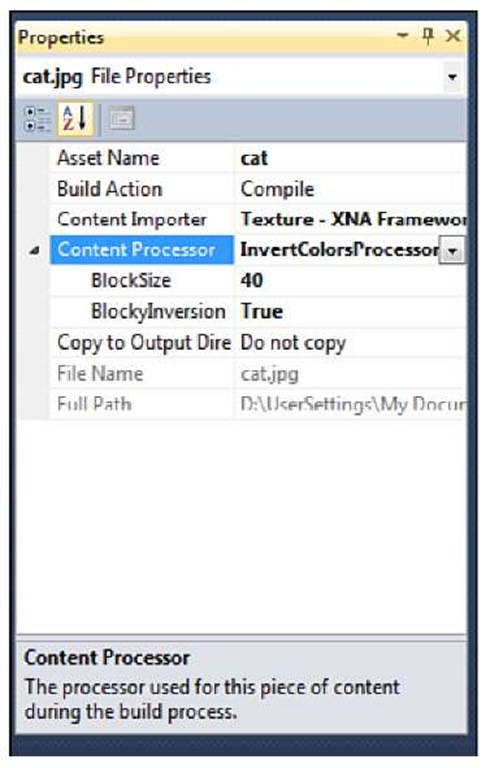 Properties
cat.jpg File Properties
Asset Name cat
Build Action Compile
Content Importer Texture - XNA Framewor
Content Processor InvertColorsProcessor
BlockSize 40
BlockyInversion True
Copy to Output Dire Do not copy
File Name cat.jpg
Full Path D:\UserSettings\My Docum
Content Processor
The processor used for this piece of content
during the build process.